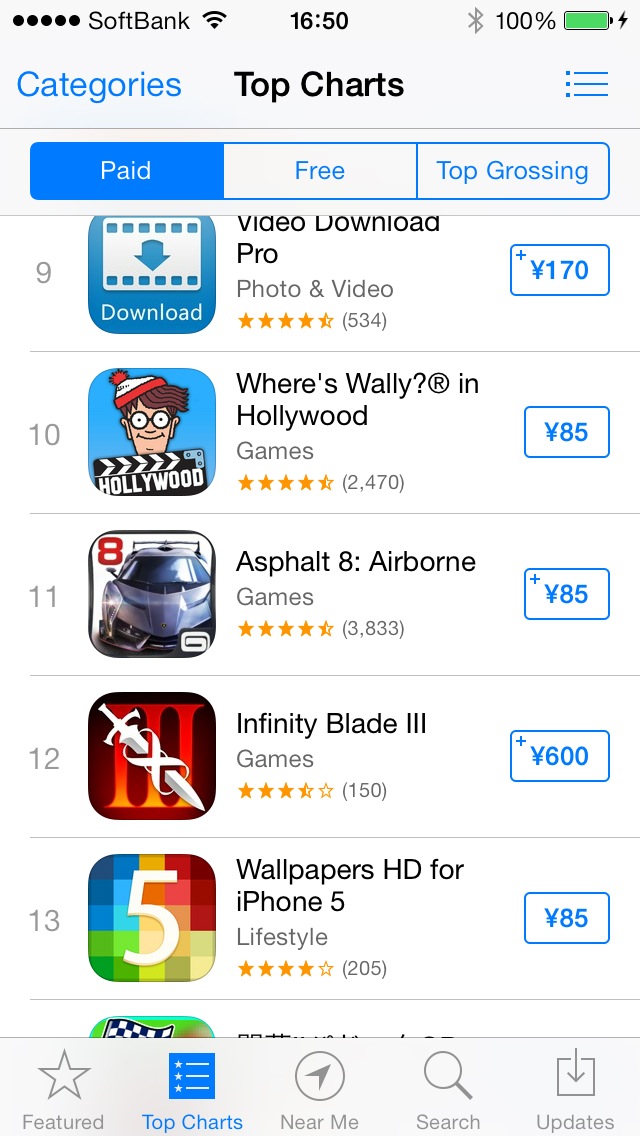 SoftBank 16:50 100%
Categories Top Charts
Paid Free Top Grossing
9
Download
Video Download
Pro
Photo & Video
(534)
+ ¥170
10
HOLLYWOOD
Where's Wally?® in
Hollywood
Games
(2,470)
¥85
11
8
Asphalt 8: Airborne
Games
(3,833)
+ ¥85
12
III
Infinity Blade III
Games
(150)
+ ¥600
13
5
Wallpapers HD for
iPhone 5
Lifestyle
(205)
¥85
Featured Top Charts Near Me Search Updates